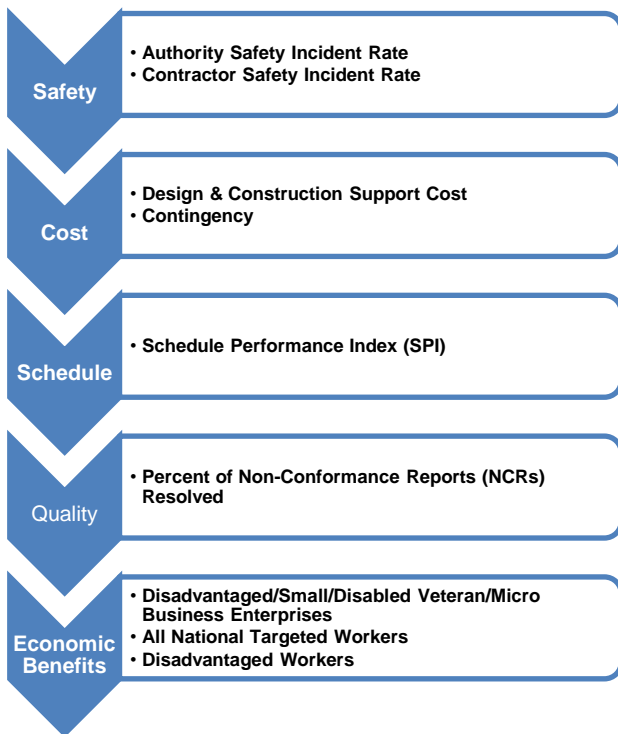 Safety
• Authority Safety Incident Rate
• Contractor Safety Incident Rate
Cost
• Design & Construction Support Cost
• Contingency
Schedule
• Schedule Performance Index (SPI)
Quality
• Percent of Non-Conformance Reports (NCRs)
Resolved
Economic
Benefits
• Disadvantaged/Small/Disabled Veteran/Micro
Business Enterprises
• All National Targeted Workers
• Disadvantaged Workers